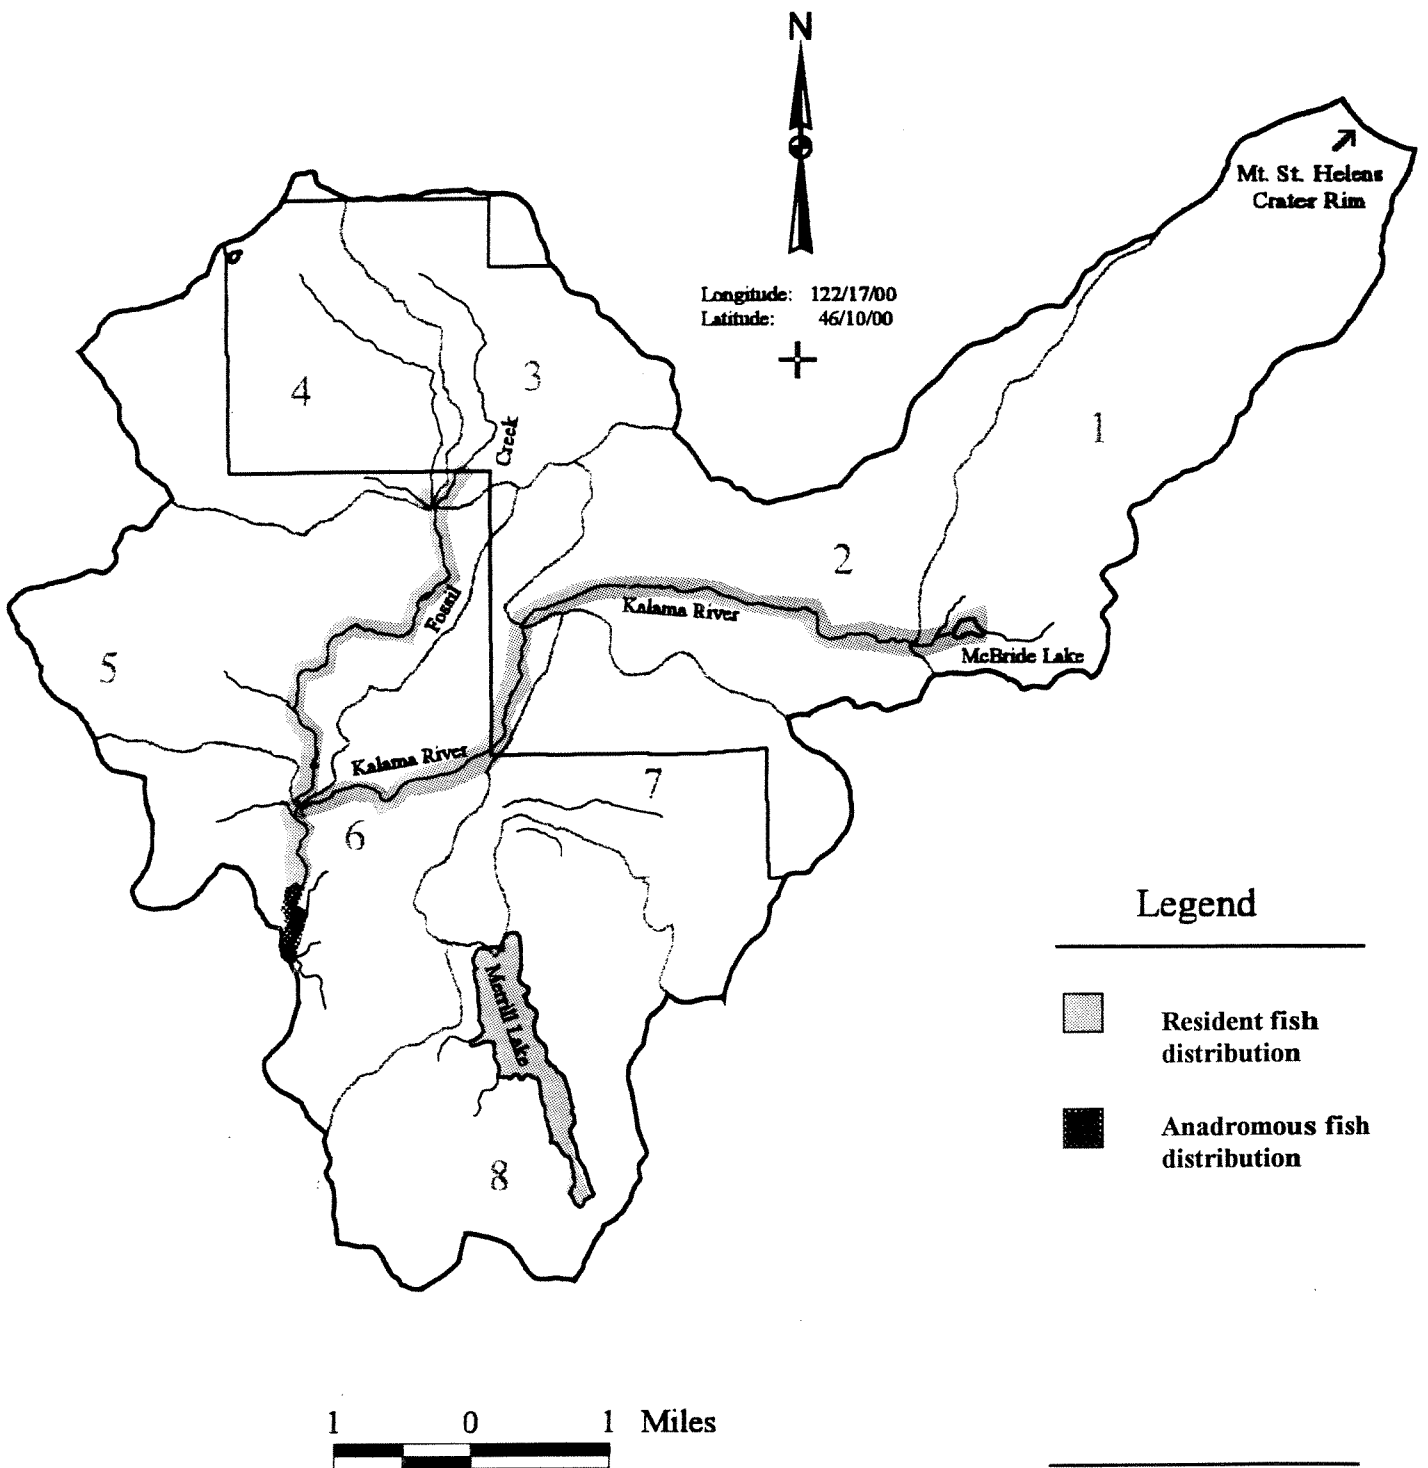 N
Mt. St. Helens
Crater Rim
Longitude: 122/17/00
Latitude: 46/10/00
4
3
1
Creek
2
Fossil
Kalama River
5
McBride Lake
Kalama River
7
6
Legend
Merrill Lake
Resident fish
distribution
Anadromous fish
distribution
8
1 0 1 Miles